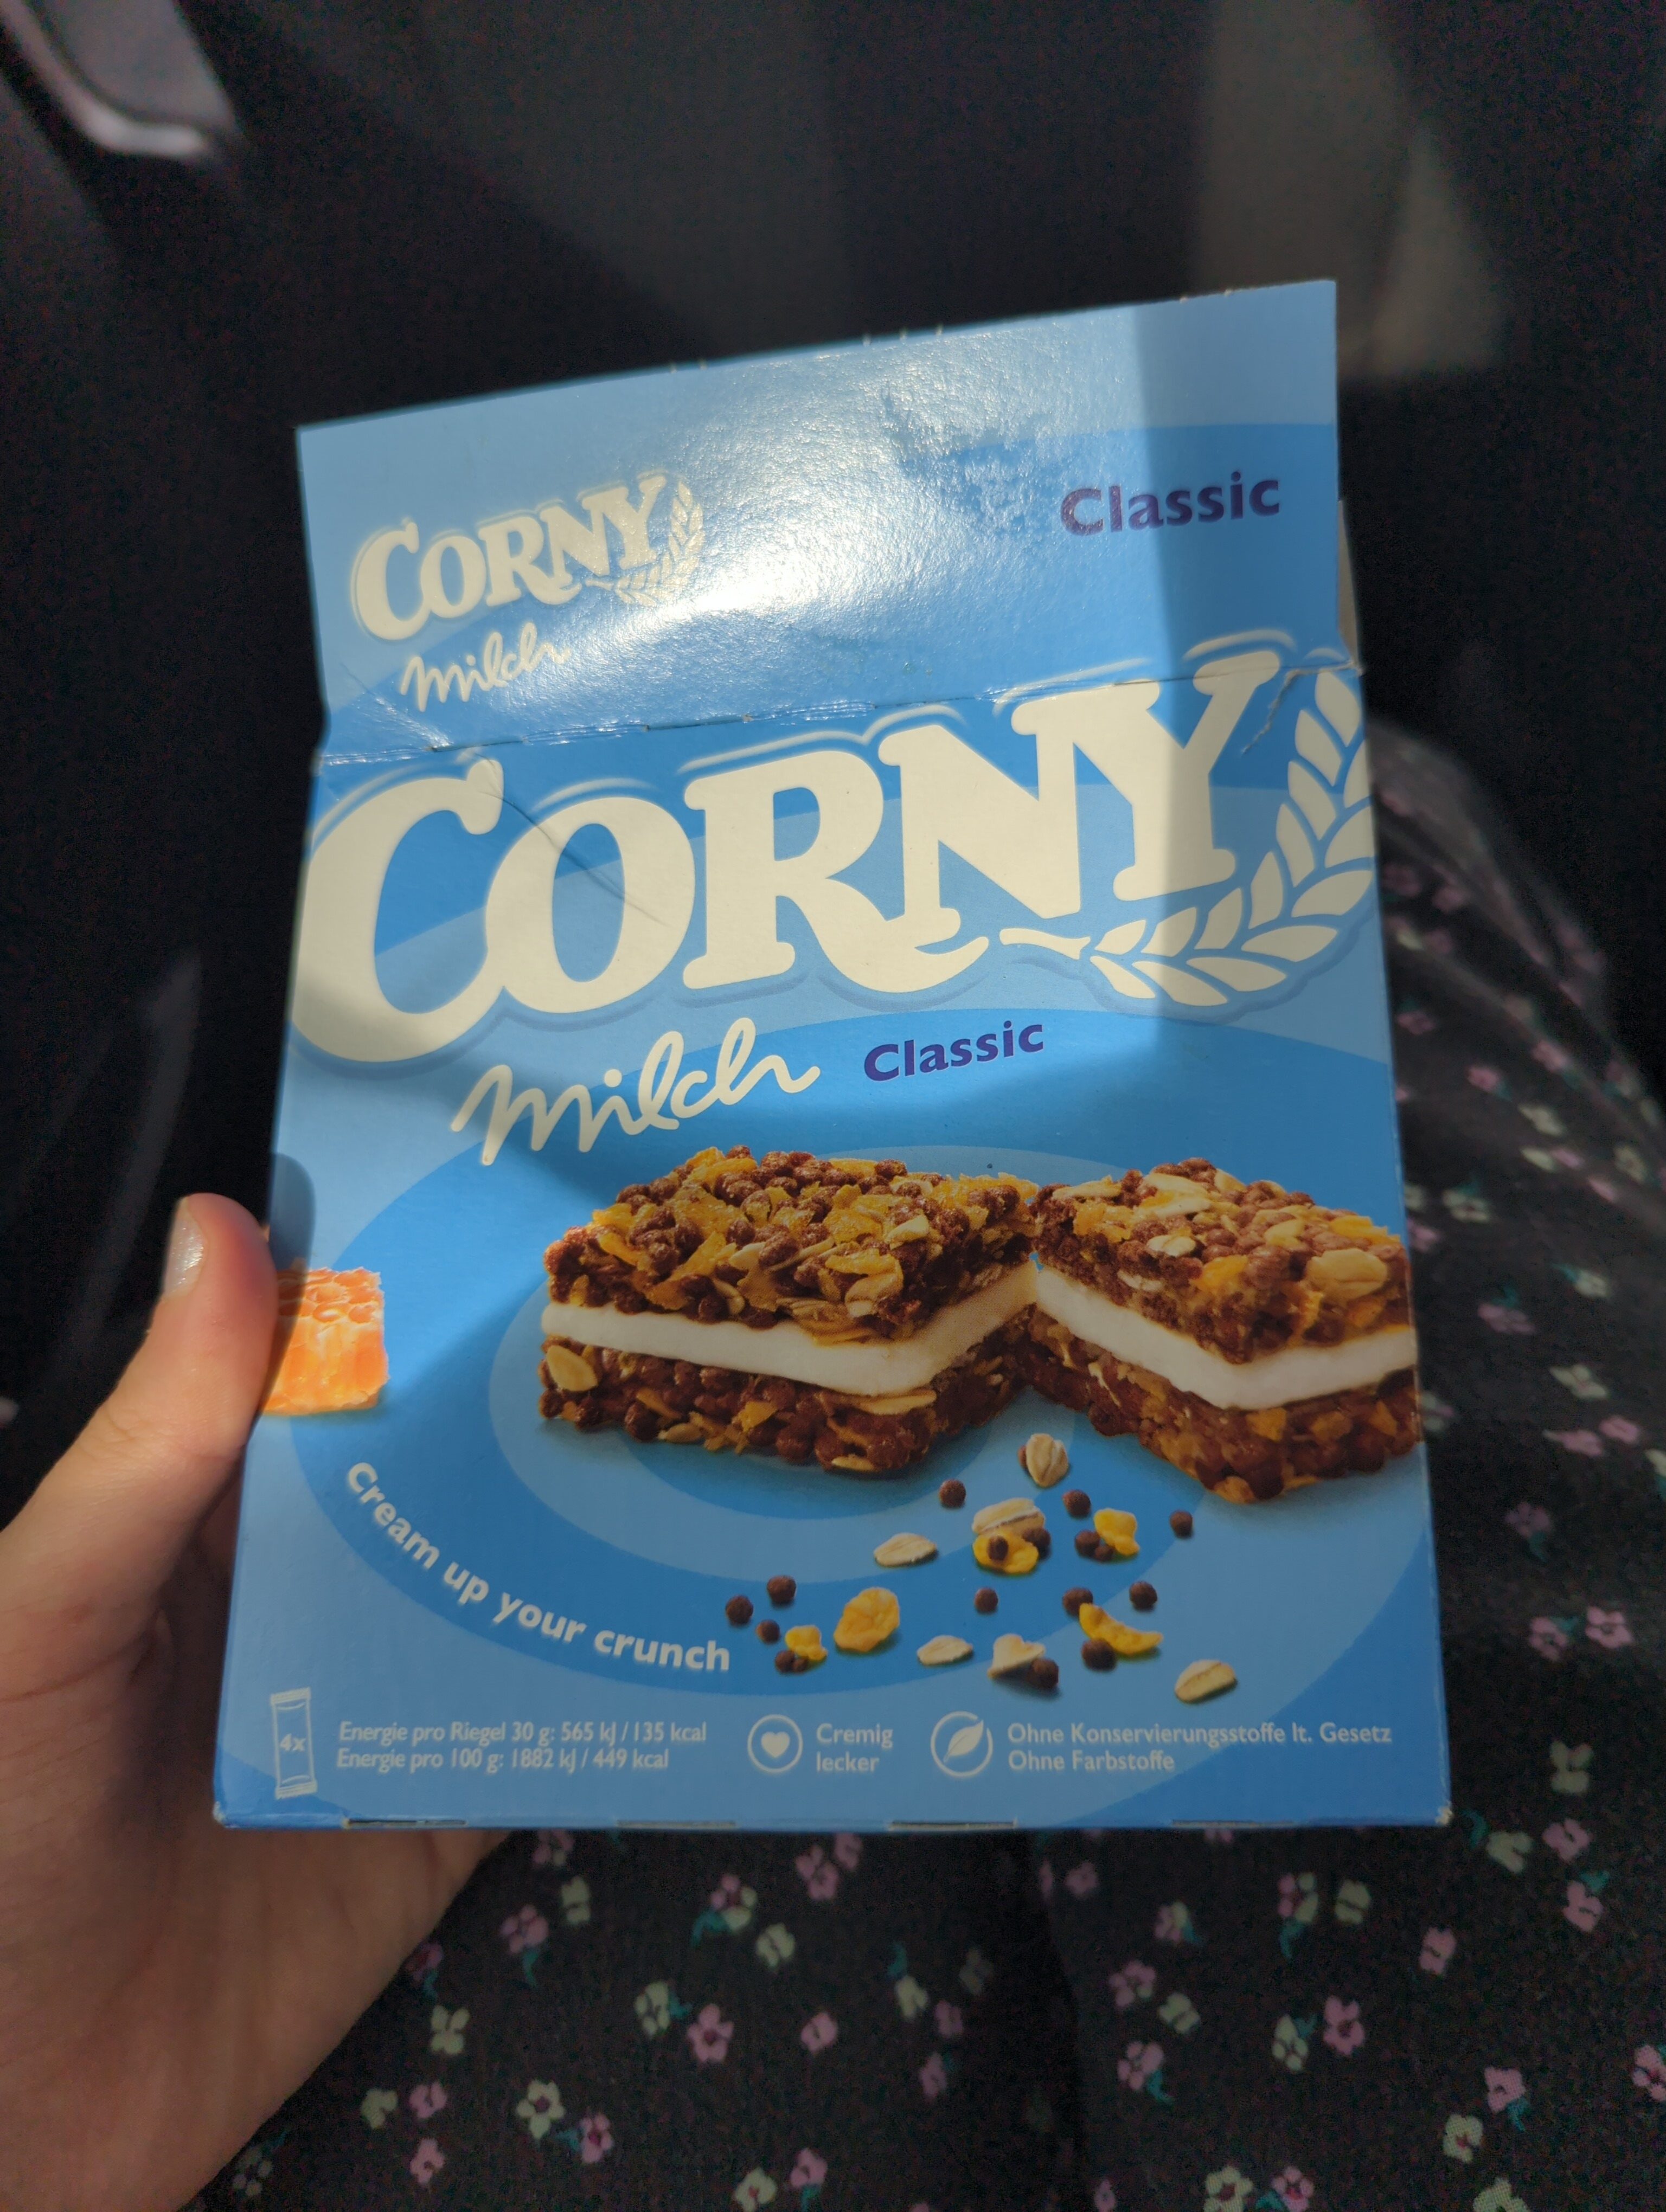 CORNY
milch
Classic
CORNY
milch Classic
Cream up your crunch
4x
Energie pro Riegel 30 g: 565 kJ / 135 kcal
Energie pro 100 g: 1882 kJ / 449 kcal
Cremig
lecker
Ohne Konservierungsstoffe lt. Gesetz
Ohne Farbstoffe